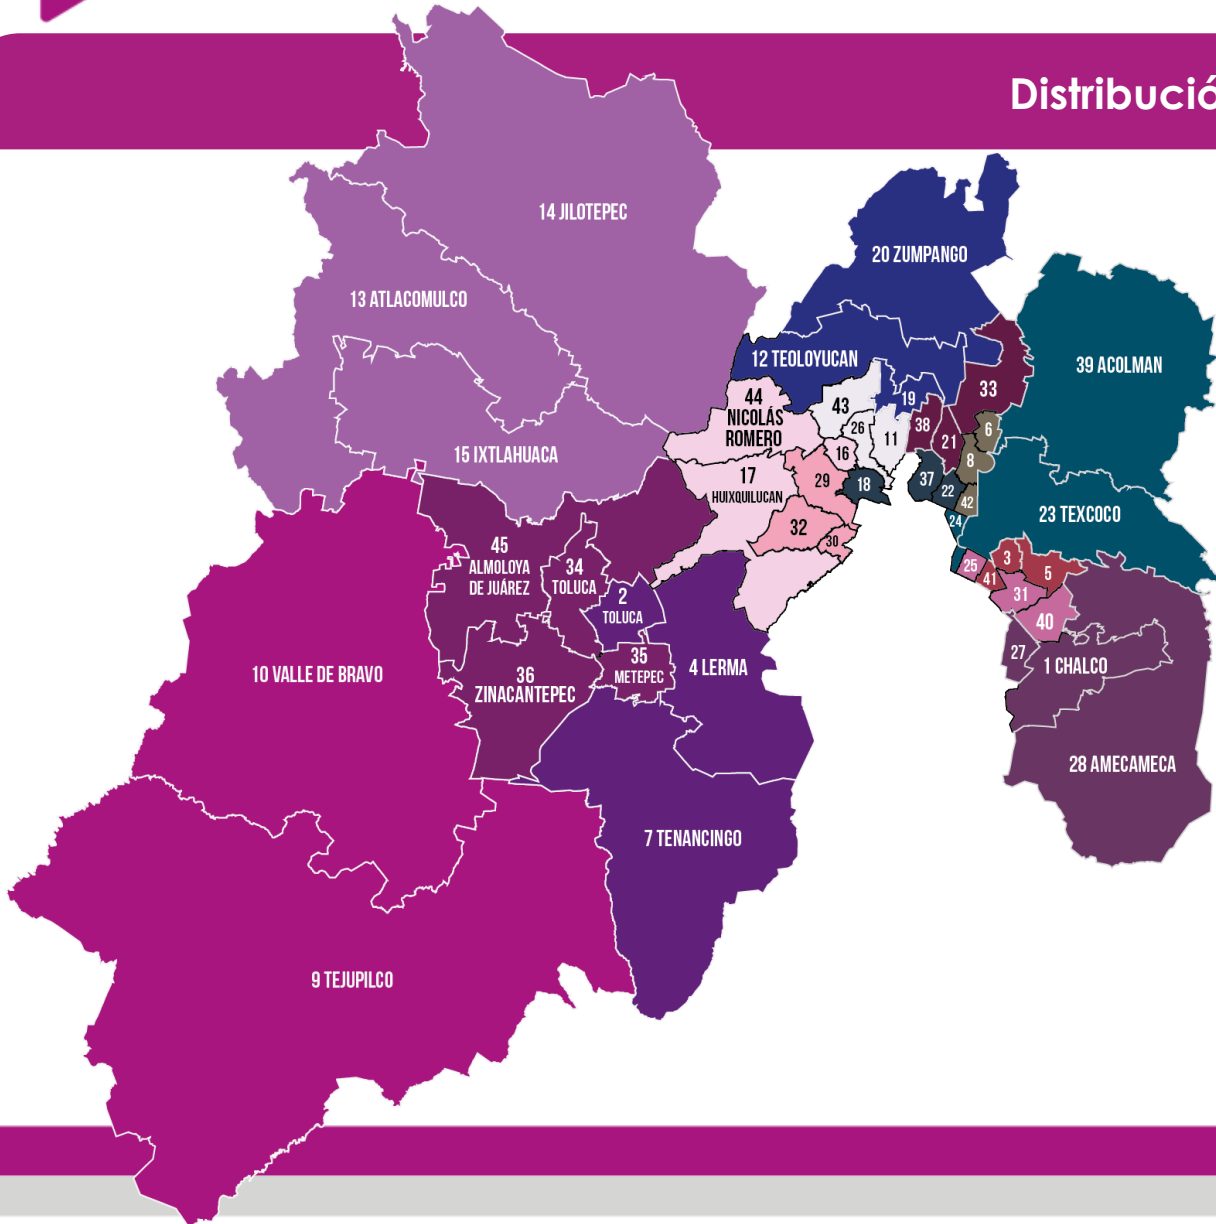 Distribució
14 JILOTEPEC
20 ZUMPANGO
13 ATLACOMULCO
12 TEOLOYUCAN
39 ACOLMAN
33
19
44
NICOLÁS
ROMERO
43
26
11
38
21
6
8
16
15 IXTLAHUACA
17
HUIXQUILUCAN
29
18
37
22
42
24
23 TEXCOCO
32
30
45
ALMOLOYA
DE JUÁREZ
34
TOLUCA
2
TOLUCA
25
3
41
5
31
40
27
1 CHALCO
35
METEPEC
4 LERMA
36
ZINACANTEPEC
10 VALLE DE BRAVO
28 AMECAMECA
7 TENANCINGO
9 TEJUPILCO